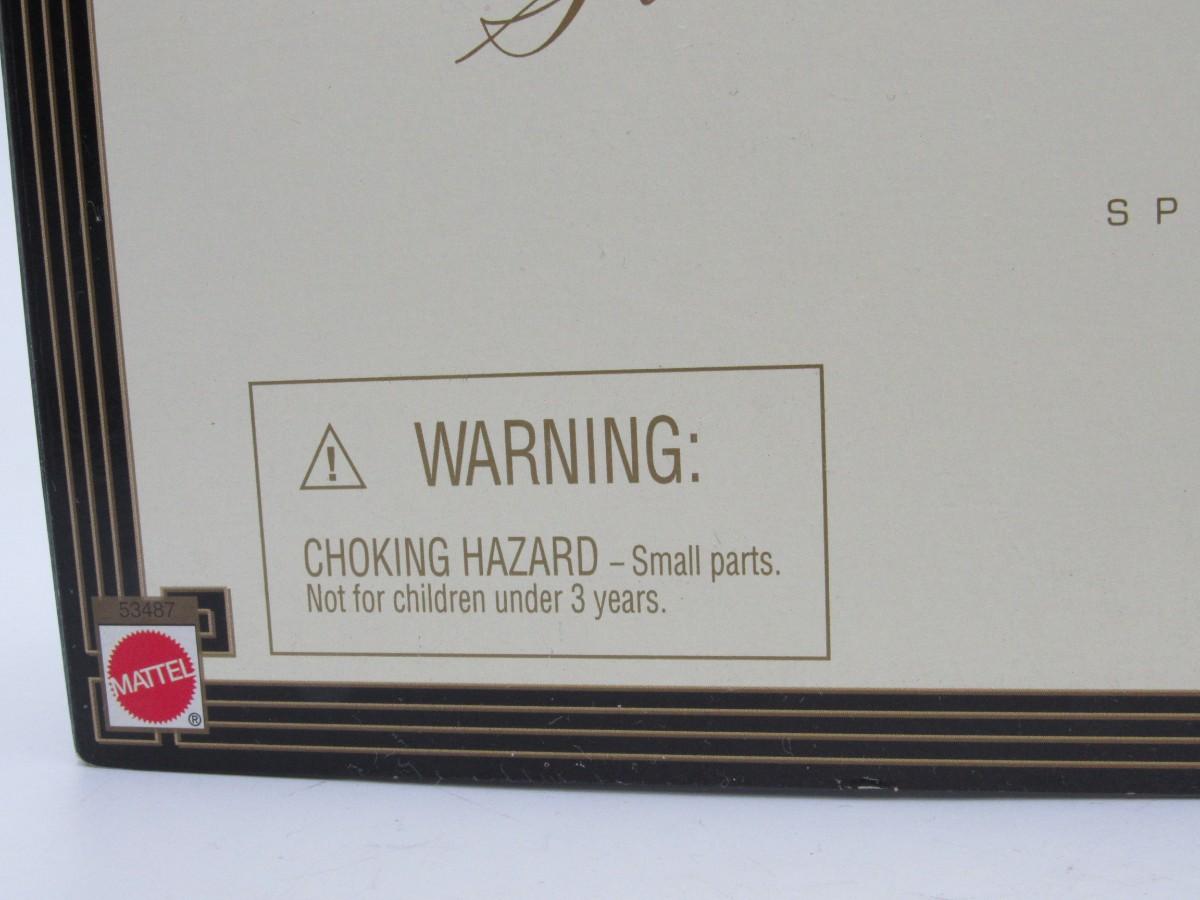 S P
⚠ WARNING:
CHOKING HAZARD – Small parts.
Not for children under 3 years.
53487
MATTEL
®